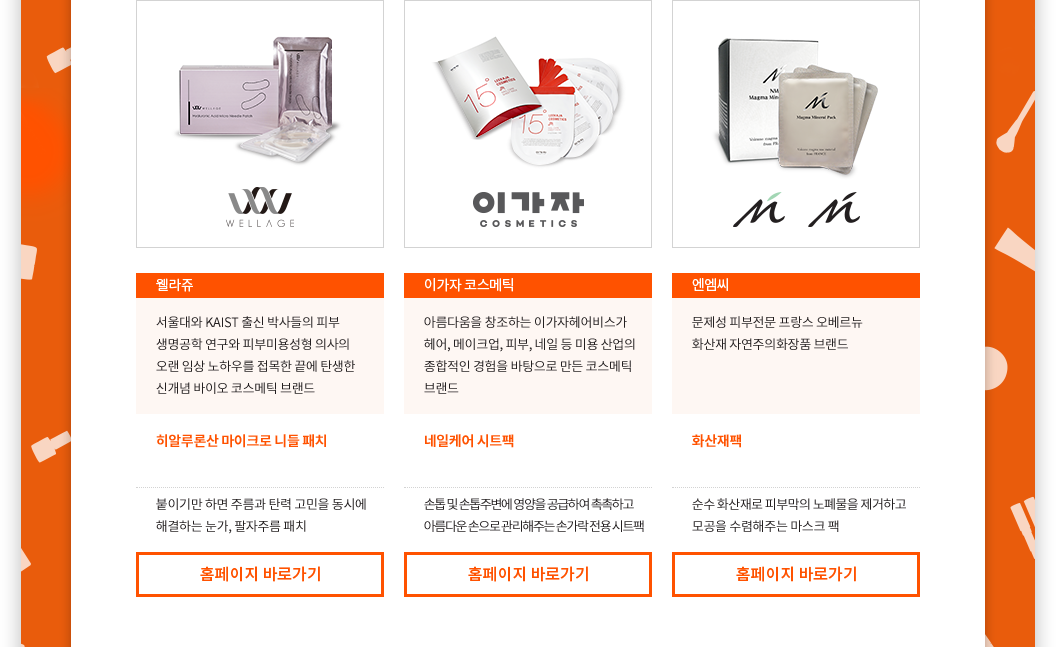 WELLAGE
Hyaluronic Acid Micro Needle Patch
WELLAGE
15°
LEEKAJA
COSMETICS
15°
LEEKAJA
COSMETICS
이가자
COSMETICS
Magma Mineral Pack
웰라쥬
서울대와 KAIST 출신 박사들의 피부
생명공학 연구와 피부미용성형 의사의
오랜 임상 노하우를 접목한 끝에 탄생한
신개념 바이오 코스메틱 브랜드
히알루론산 마이크로 니들 패치
붙이기만 하면 주름과 탄력 고민을 동시에
해결하는 눈가, 팔자주름 패치
홈페이지 바로가기
이가자 코스메틱
아름다움을 창조하는 이가자헤어비스가
헤어, 메이크업, 피부, 네일 등 미용 산업의
종합적인 경험을 바탕으로 만든 코스메틱
브랜드
네일케어 시트팩
손톱 및 손톱주변에 영양을 공급하여 촉촉하고
아름다운 손으로 관리해주는 손가락 전용 시트팩
홈페이지 바로가기
엔엠씨
문제성 피부전문 프랑스 오베르뉴
화산재 자연주의화장품 브랜드
화산재팩
순수 화산재로 피부막의 노폐물을 제거하고
모공을 수렴해주는 마스크 팩
홈페이지 바로가기